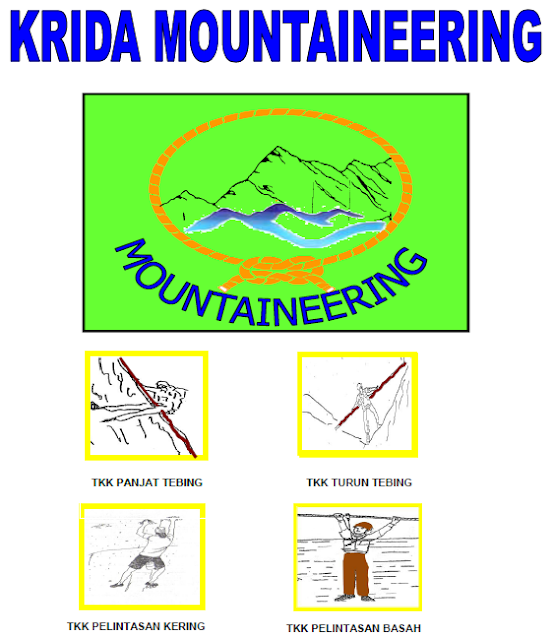 KRIDA MOUNTAINEERING
MOUNTAINEERING
TKK PANJAT TEBING
TKK TURUN TEBING
TKK PELINTASAN KERING
TKK PELINTASAN BASAH